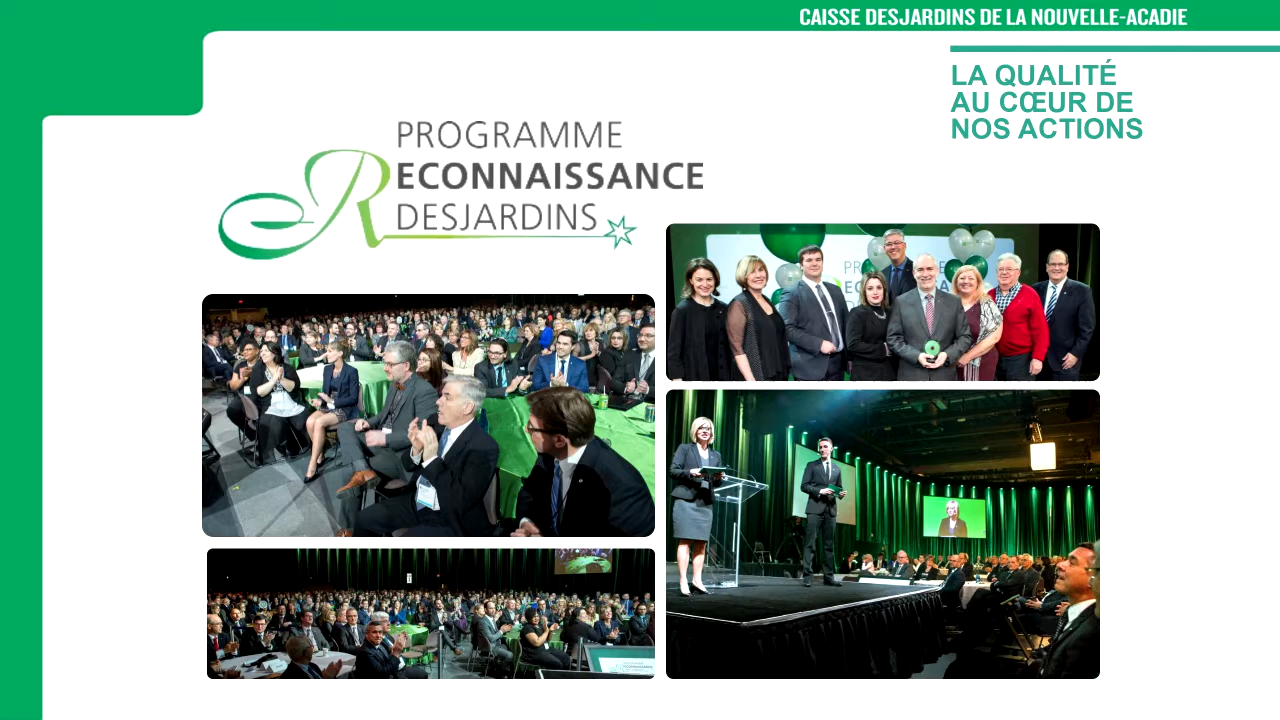 CAISSE DESJARDINS DE LA NOUVELLE-ACADIE
LA QUALITÉ
AU CŒUR DE
NOS ACTIONS
PROGRAMME
RECONNAISSANCE
DESJARDINS